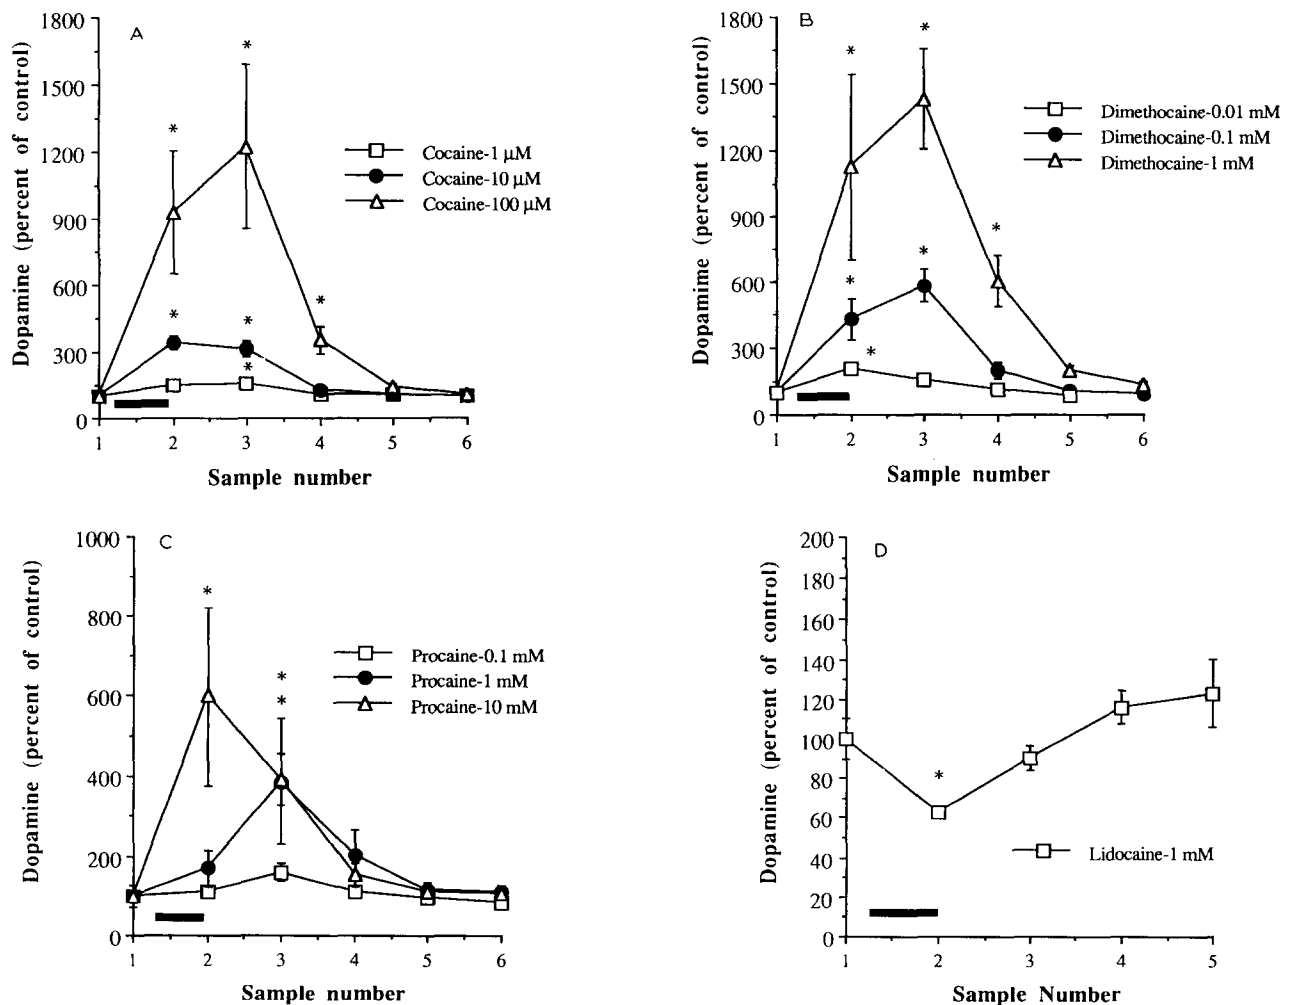 A
Dopamine (percent of control)
1800
1500
1200
900
600
300
0
1 2 3 4 5 6
Sample number
* * * * * * *
Cocaine-1 µM
Cocaine-10 µM
Cocaine-100 µM
B
Dopamime (percent of control)
1800
1500
1200
900
600
300
0
1 2 3 4 5 6
Sample number
* * * * * *
Dimethocaine-0.01 mM
Dimethocaine-0.1 mM
Dimethocaine-1 mM
C
Dopamine (percent of control)
1000
800
600
400
200
0
1 2 3 4 5 6
Sample number
* * *
Procaine-0.1 mM
Procaine-1 mM
Procaine-10 mM
D
Dopamine (percent of control)
200
180
160
140
120
100
80
60
40
20
0
1 2 3 4 5
Sample Number
*
Lidocaine-1 mM